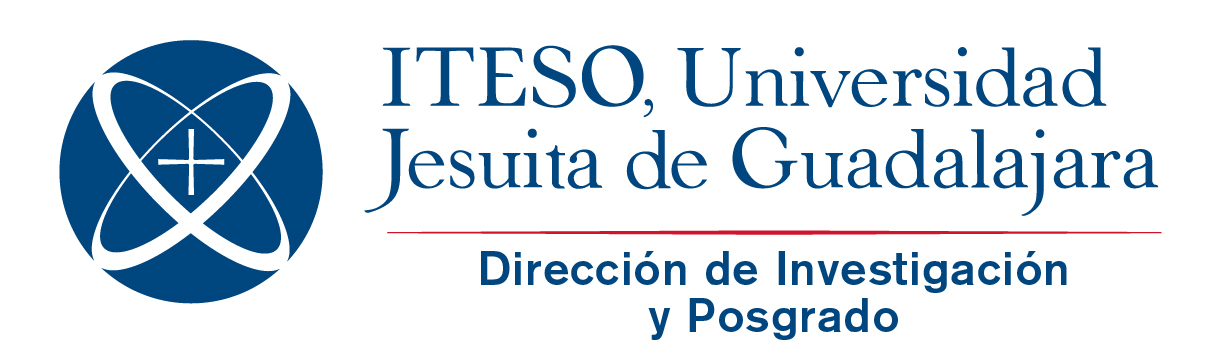 ITESO, Universidad
Jesuita de Guadalajara
Dirección de Investigación
y Posgrado